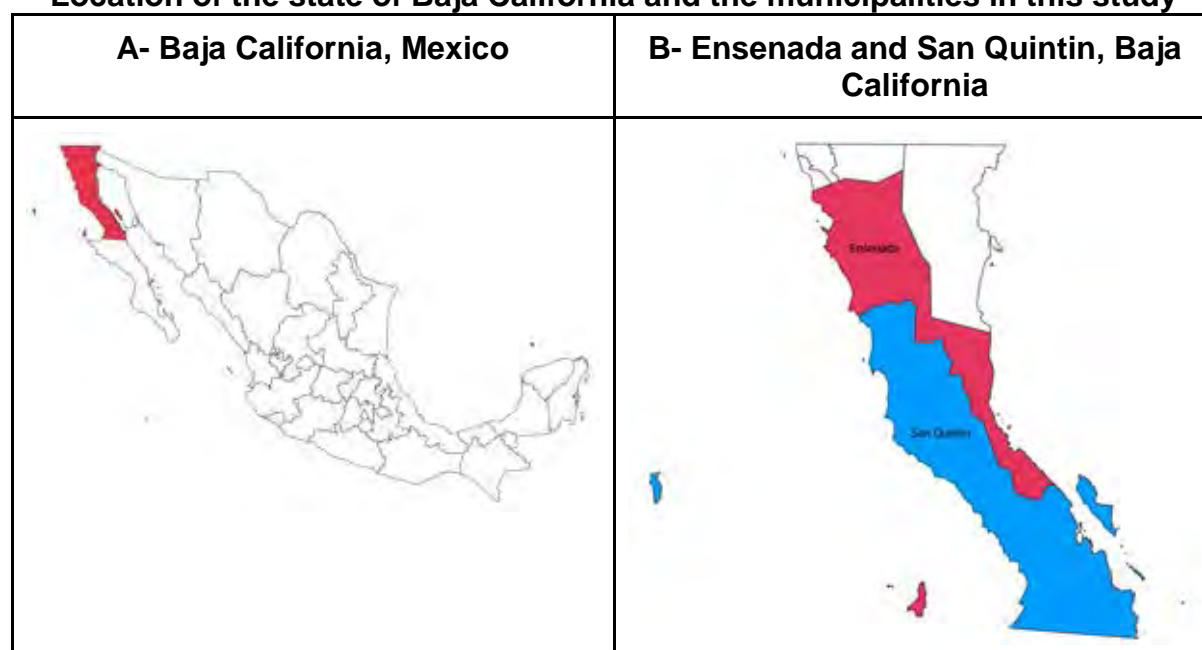 Location of the state of Baja California and the municipalities in this study
A- Baja California, Mexico
B- Ensenada and San Quintin, Baja
California
Ensenada
San Quintin